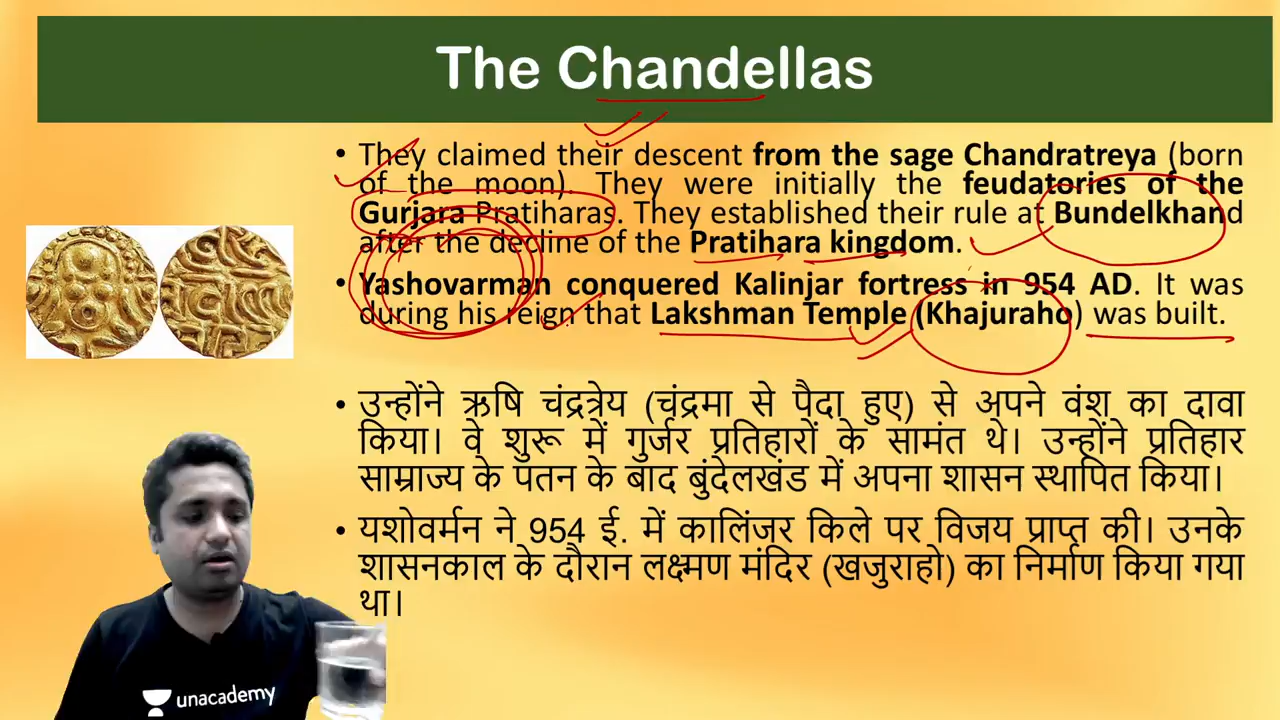 The Chandellas
• They claimed their descent from the sage Chandratreya (born
of the moon). They were initially the feudatories of the
Gurjara Pratiharas. They established their rule at Bundelkhand
after the decline of the Pratihara kingdom.
• Yashovarman conquered Kalinjar fortress in 954 AD. It was
during his reign that Lakshman Temple (Khajuraho) was built.
• उन्होंने ऋषि चंद्रत्रेय (चंद्रमा से पैदा हुए) से अपने वंश का दावा
किया। वे शुरू में गुर्जर प्रतिहारों के सामंत थे। उन्होंने प्रतिहार
साम्राज्य के पतन के बाद बुंदेलखंड में अपना शासन स्थापित किया।
• यशोवर्मन ने 954 ई. में कालिंजर किले पर विजय प्राप्त की। उनके
शासनकाल के दौरान लक्ष्मण मंदिर (खजुराहो) का निर्माण किया गया
था।
unacademy